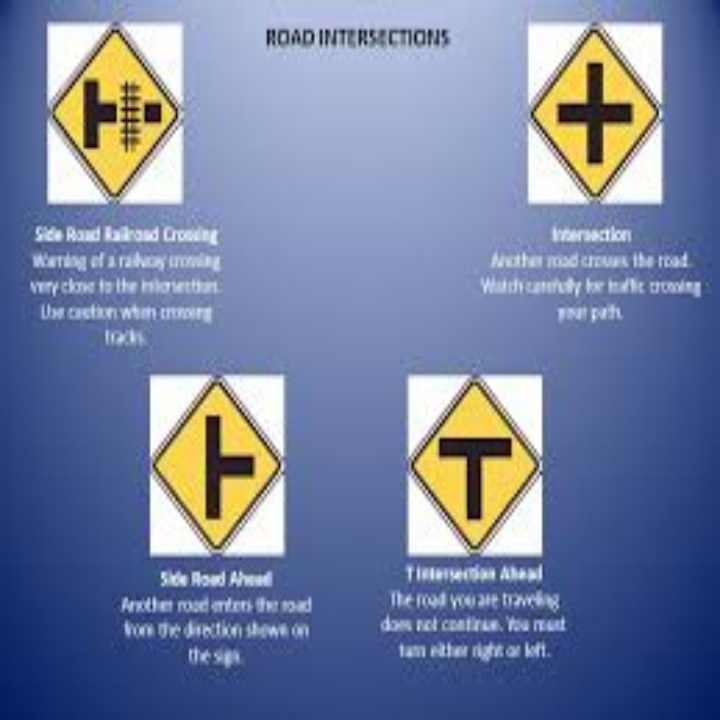 ROAD INTERSECTIONS
Side Road Railroad Crossing
Warning of a railway crossing
very close to the intersection.
Use caution when crossing
tracks.
Intersection
Another road crosses the road.
Watch carefully for traffic crossing
your path.
Side Road Ahead
Another road enters the road
from the direction shown on
the sign.
T Intersection Ahead
The road you are traveling
does not continue. You must
turn either right or left.